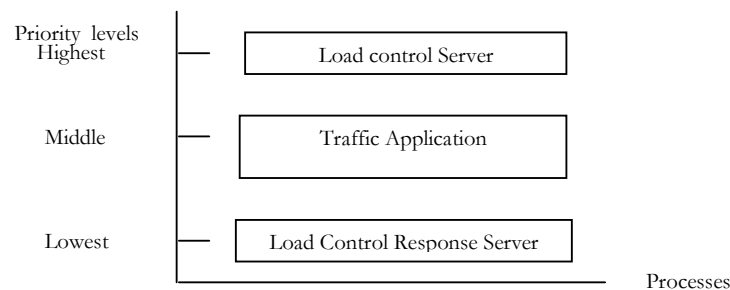 Priority levels
Highest
Load control Server
Middle
Traffic Application
Lowest
Load Control Response Server
Processes